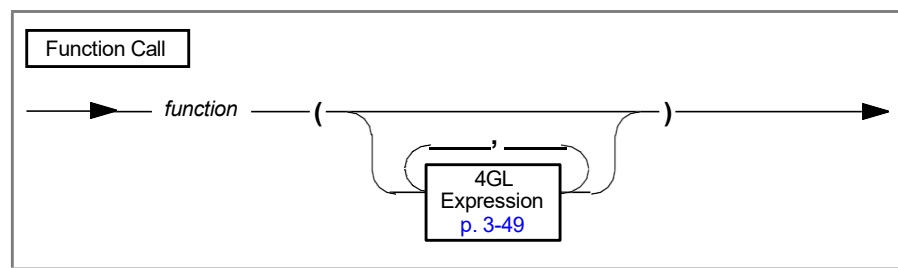 Function Call
function ( )
,
4GL
Expression
p. 3-49